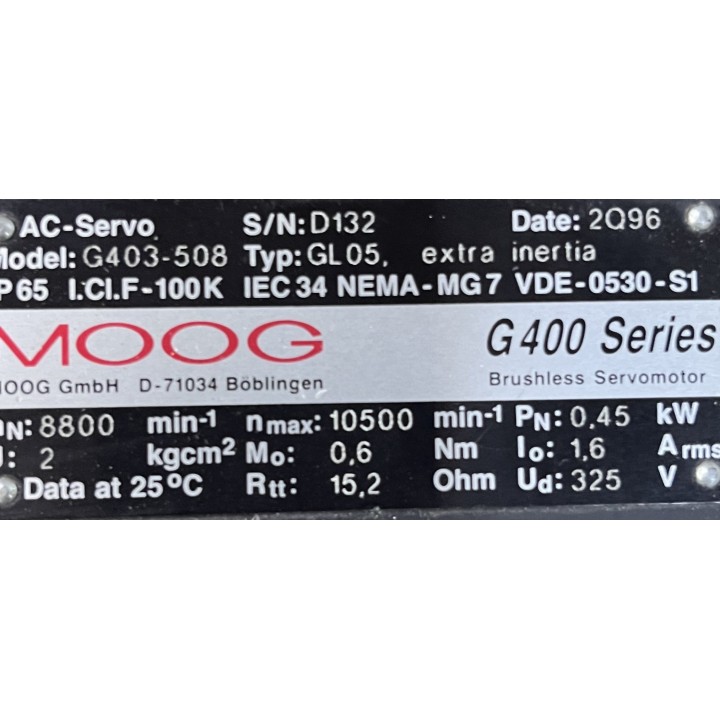 AC-Servo S/N: D132 Date: 2Q96
Model: G403-508 Typ: GL05, extra inertia
IP65 I.Cl.F-100K IEC 34 NEMA-MG7 VDE-0530-S1
MOOG G400 Series
MOOG GmbH D-71034 Böblingen Brushless Servomotor
nN: 8800 min-1 nmax: 10500 min-1 PN: 0,45 kW
J: 2 kgcm2 Mo: 0,6 Nm Io: 1,6 Arms
Data at 25°C Rtt: 15,2 Ohm Ud: 325 V